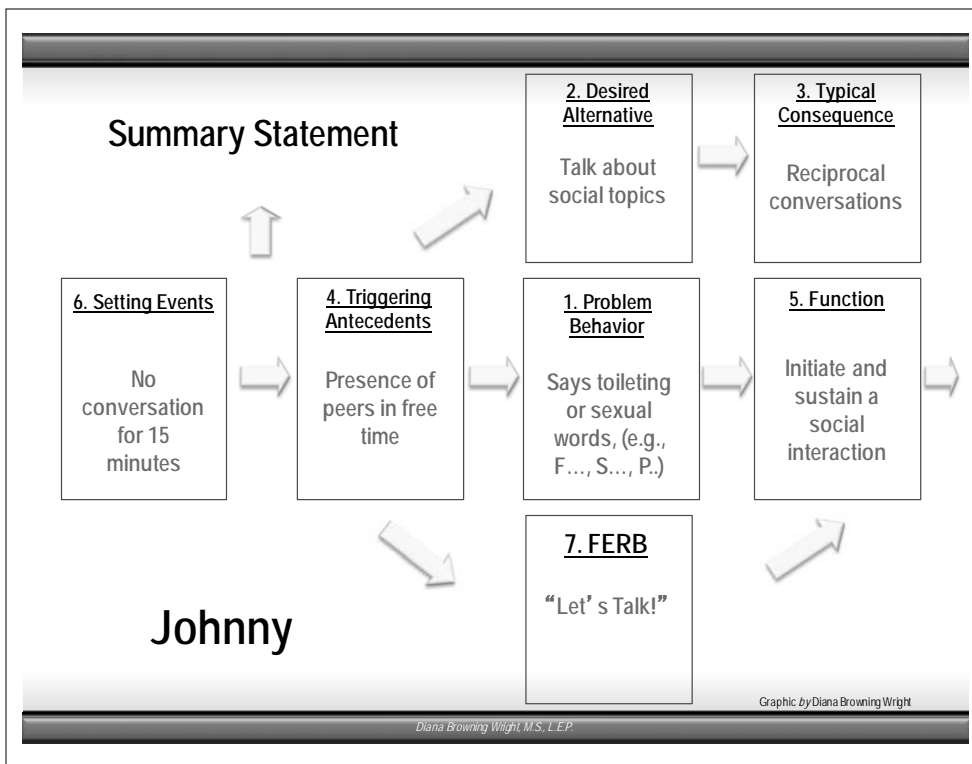 Summary Statement
2. Desired
Alternative
Talk about
social topics
3. Typical
Consequence
Reciprocal
conversations
6. Setting Events
No
conversation
for 15
minutes
4. Triggering
Antecedents
Presence of
peers in free
time
1. Problem
Behavior
Says toileting
or sexual
words, (e.g.,
F…, S…, P..)
5. Function
Initiate and
sustain a
social
interaction
7. FERB
“Let’s Talk!”
Johnny
Graphic by Diana Browning Wright
Diana Browning Wright, M.S., L.E.P.